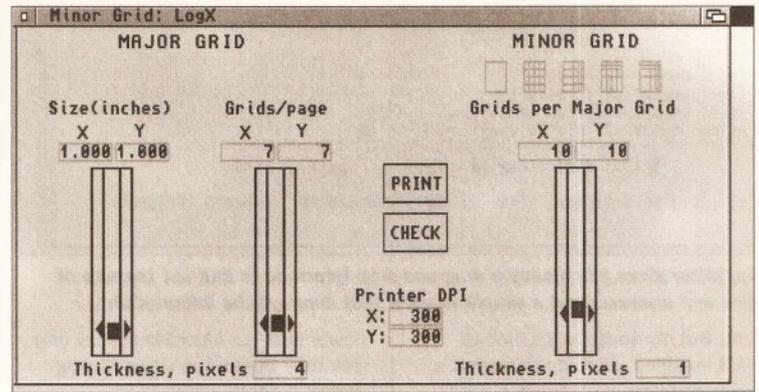 Minor Grid: LogX
MAJOR GRID
MINOR GRID
Size(inches)
Grids/page
Grids per Major Grid
X Y
X Y
X Y
1.000 1.000
7 7
10 10
PRINT
CHECK
Printer DPI
X: 300
Y: 300
Thickness, pixels 4
Thickness, pixels 1